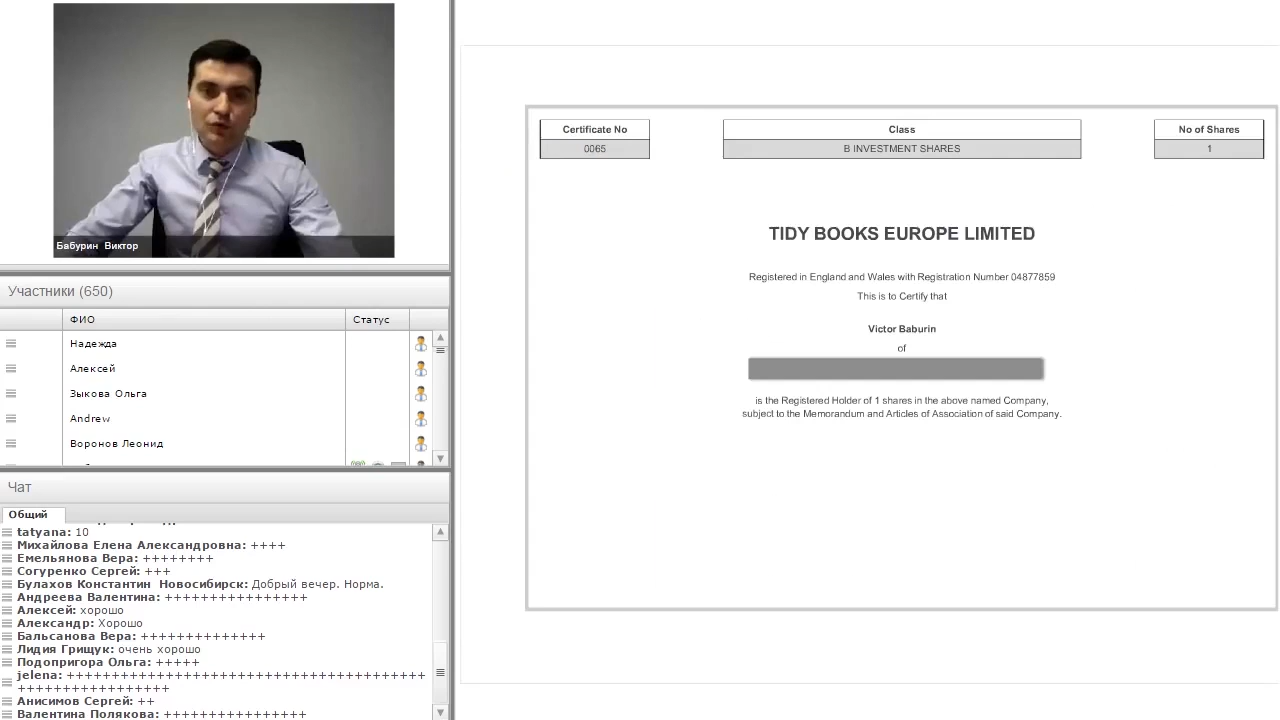 Бабурин Виктор
Участники (650)
ФИО
Статус
Надежда
Алексей
Зыкова Ольга
Andrew
Воронов Леонид
Чат
Общий
tatyana: 10
Михайлова Елена Александровна: ++++
Емельянова Вера: ++++++++
Согуренко Сергей: +++
Булахов Константин Новосибирск: Добрый вечер. Норма.
Андреева Валентина: ++++++++++++++++
Алексей: хорошо
Александр: Хорошо
Бальсанова Вера: ++++++++++++++
Лидия Грищук: очень хорошо
Подопригора Ольга: +++++
jelena: ++++++++++++++++++++++++++++++++++++++++
+++++++++++++++++
Анисимов Сергей: ++
Валентина Полякова: ++++++++++++++++
Certificate No
0065
Class
B INVESTMENT SHARES
No of Shares
1
TIDY BOOKS EUROPE LIMITED
Registered in England and Wales with Registration Number 04877859
This is to Certify that
Victor Baburin
of
is the Registered Holder of 1 shares in the above named Company,
subject to the Memorandum and Articles of Association of said Company.